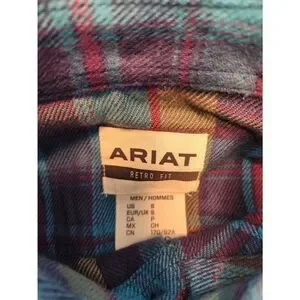 ARIAT
RETRO FIT
MEN / HOMMES
US S
EUR/UK S
CA P
MX CH
CN 170/92A